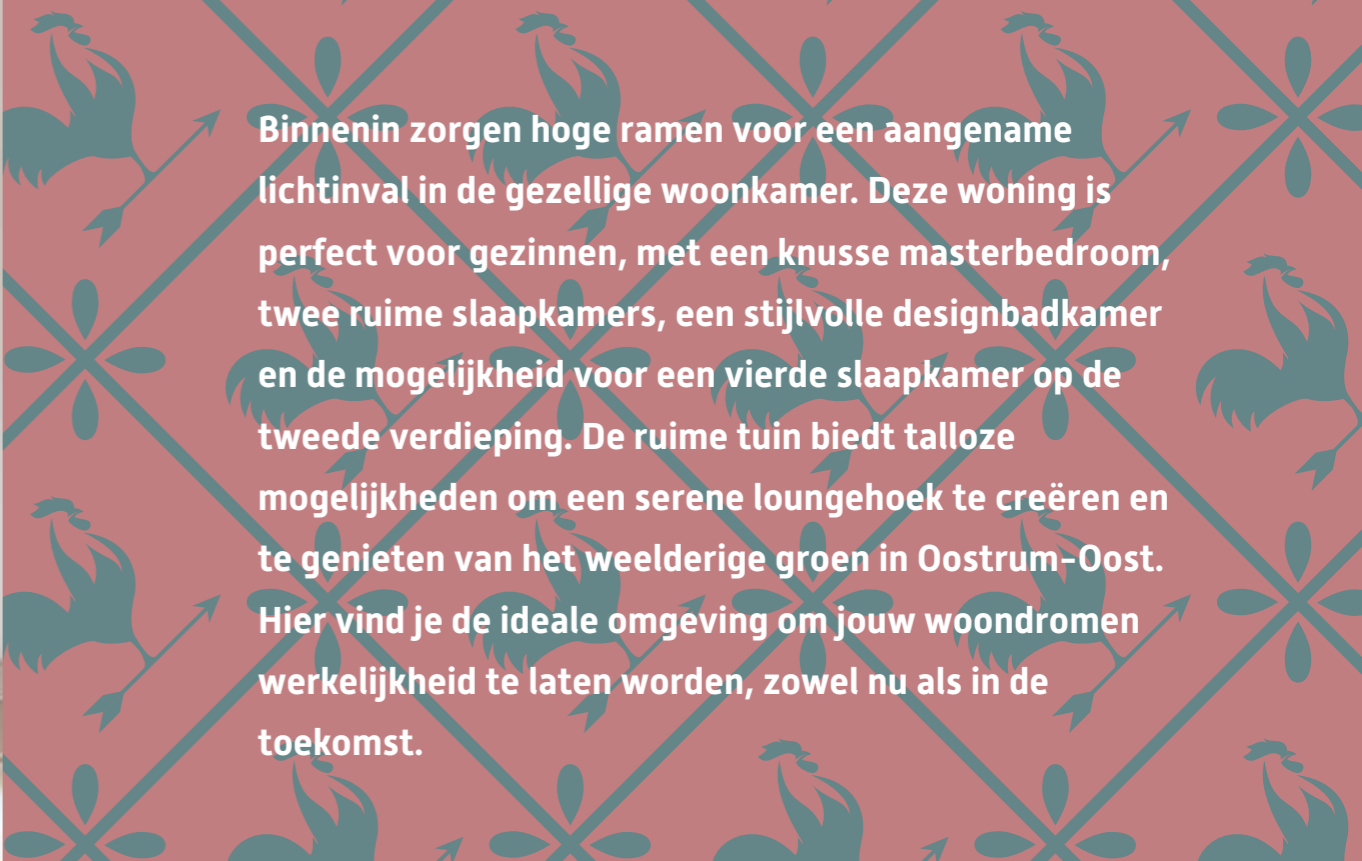 Binnenin zorgen hoge ramen voor een aangename
lichtinval in de gezellige woonkamer. Deze woning is
perfect voor gezinnen, met een knusse masterbedroom,
twee ruime slaapkamers, een stijlvolle designbadkamer
en de mogelijkheid voor een vierde slaapkamer op de
tweede verdieping. De ruime tuin biedt talloze
mogelijkheden om een serene loungehoek te creëren en
te genieten van het weelderige groen in Oostrum-Oost.
Hier vind je de ideale omgeving om jouw woondromen
werkelijkheid te laten worden, zowel nu als in de
toekomst.